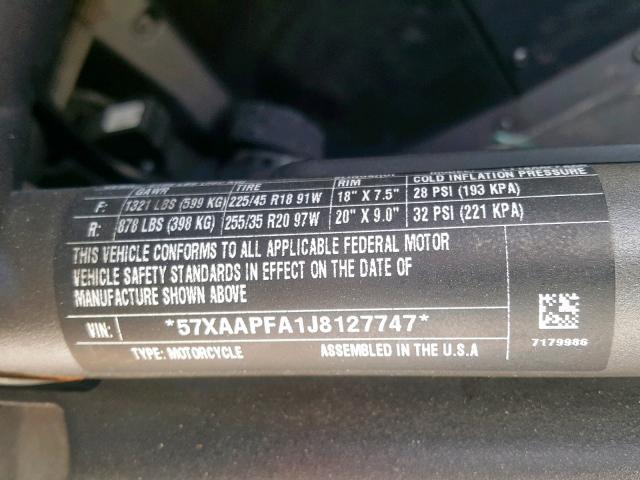 GAWR TIRE RIM COLD INFLATION PRESSURE
F: 1321 LBS (599 KG) 225/45 R18 91W 18" X 7.5" 28 PSI (193 KPA)
R: 878 LBS (398 KG) 255/35 R20 97W 20" X 9.0" 32 PSI (221 KPA)
THIS VEHICLE CONFORMS TO ALL APPLICABLE FEDERAL MOTOR
VEHICLE SAFETY STANDARDS IN EFFECT ON THE DATE OF
MANUFACTURE SHOWN ABOVE
VIN: *57XAAPFA1J8127747*
TYPE: MOTORCYCLE ASSEMBLED IN THE U.S.A
7179986